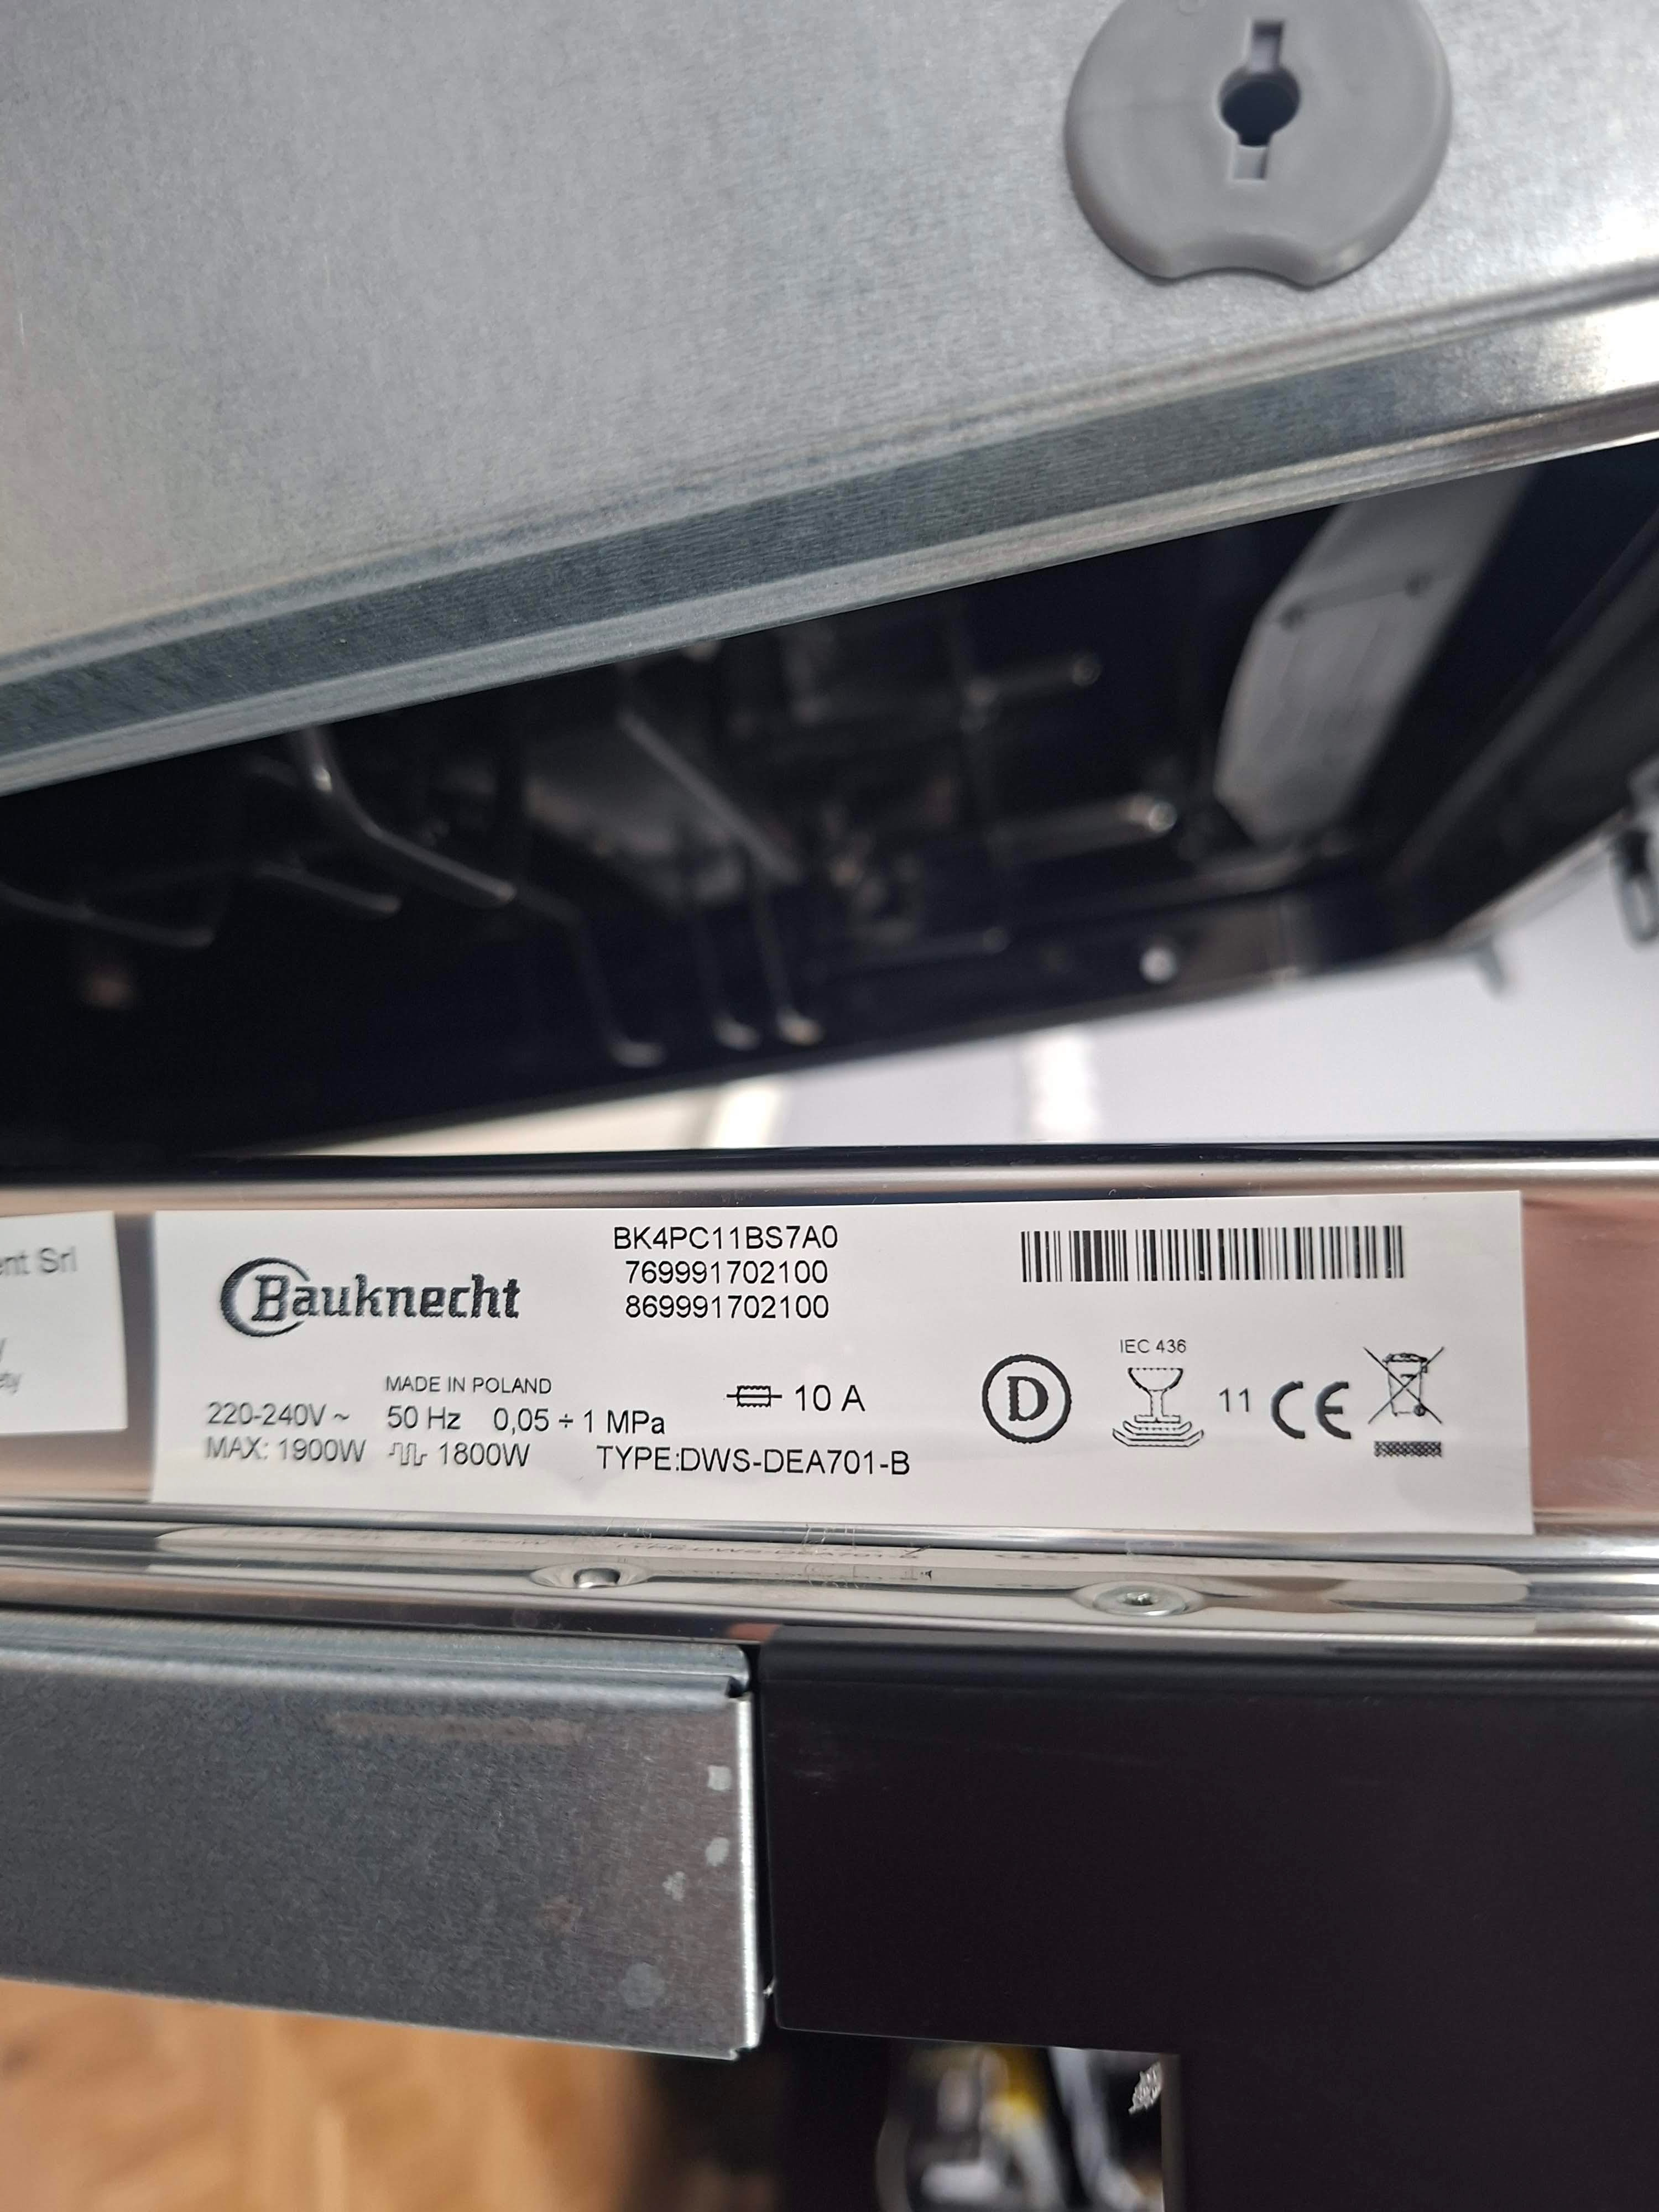 nt Srl
Bauknecht
BK4PC11BS7A0
769991702100
869991702100
MADE IN POLAND
220-240V ~ 50 Hz 0,05 ÷ 1 MPa
MAX: 1900W 1800W TYPE:DWS-DEA701-B
10 A
D
IEC 436
11 CE